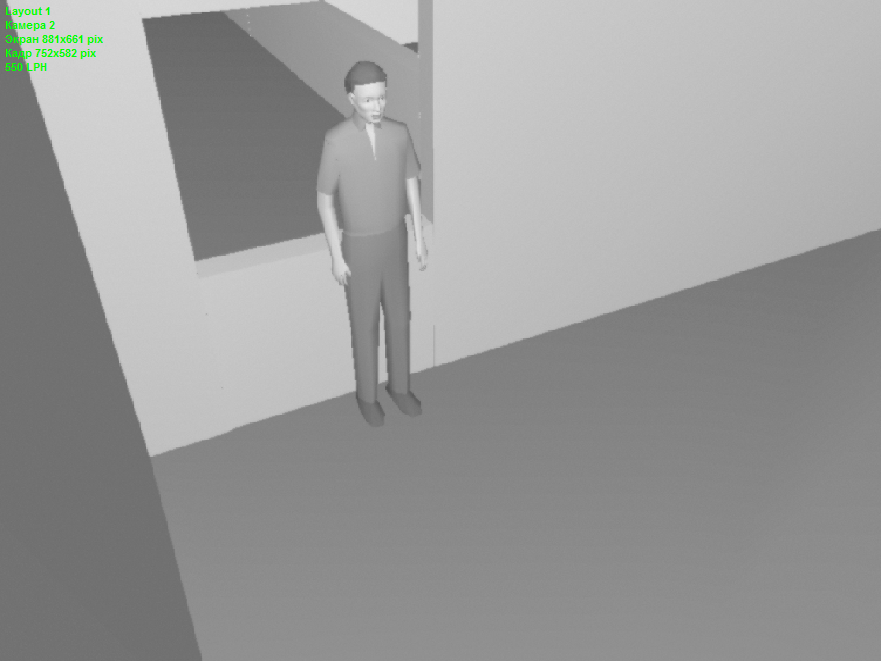 Layout 1
Камера 2
Экран 881x661 pix
Кадр 752x582 pix
550 LPH